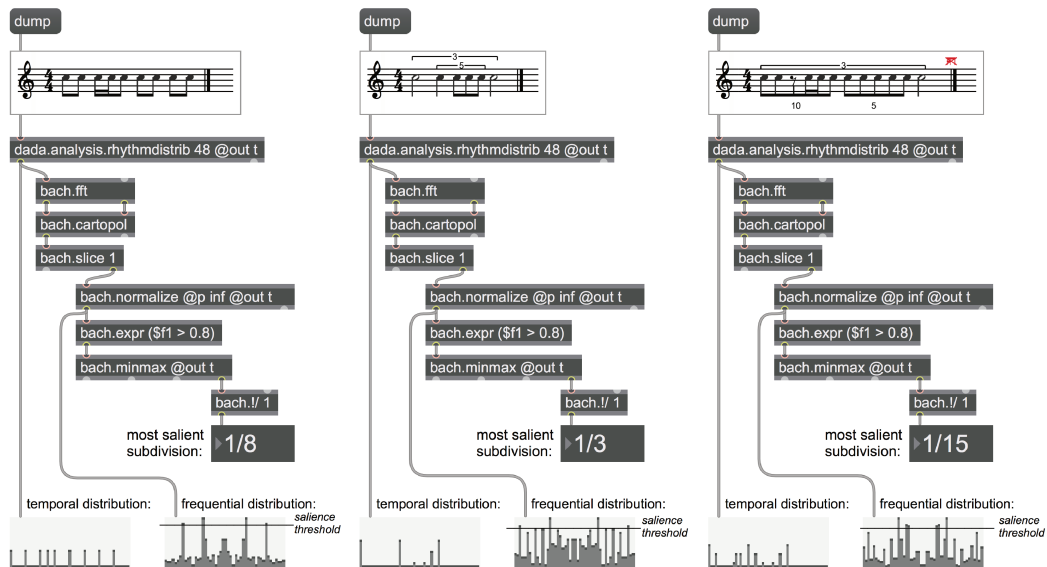 dump
4
4
dada.analysis.rhythmdistrib 48 @out t
bach.fft
bach.cartopol
bach.slice 1
bach.normalize @p inf @out t
bach.expr ($f1 > 0.8)
bach.minmax @out t
bach.!/ 1
most salient
subdivision:
1/8
temporal distribution:
frequential distribution:
salience
threshold
dump
3
5
4
4
dada.analysis.rhythmdistrib 48 @out t
bach.fft
bach.cartopol
bach.slice 1
bach.normalize @p inf @out t
bach.expr ($f1 > 0.8)
bach.minmax @out t
bach.!/ 1
most salient
subdivision:
1/3
temporal distribution:
frequential distribution:
salience
threshold
dump
3
4
4
10
5
dada.analysis.rhythmdistrib 48 @out t
bach.fft
bach.cartopol
bach.slice 1
bach.normalize @p inf @out t
bach.expr ($f1 > 0.8)
bach.minmax @out t
bach.!/ 1
most salient
subdivision:
1/15
temporal distribution:
frequential distribution:
salience
threshold